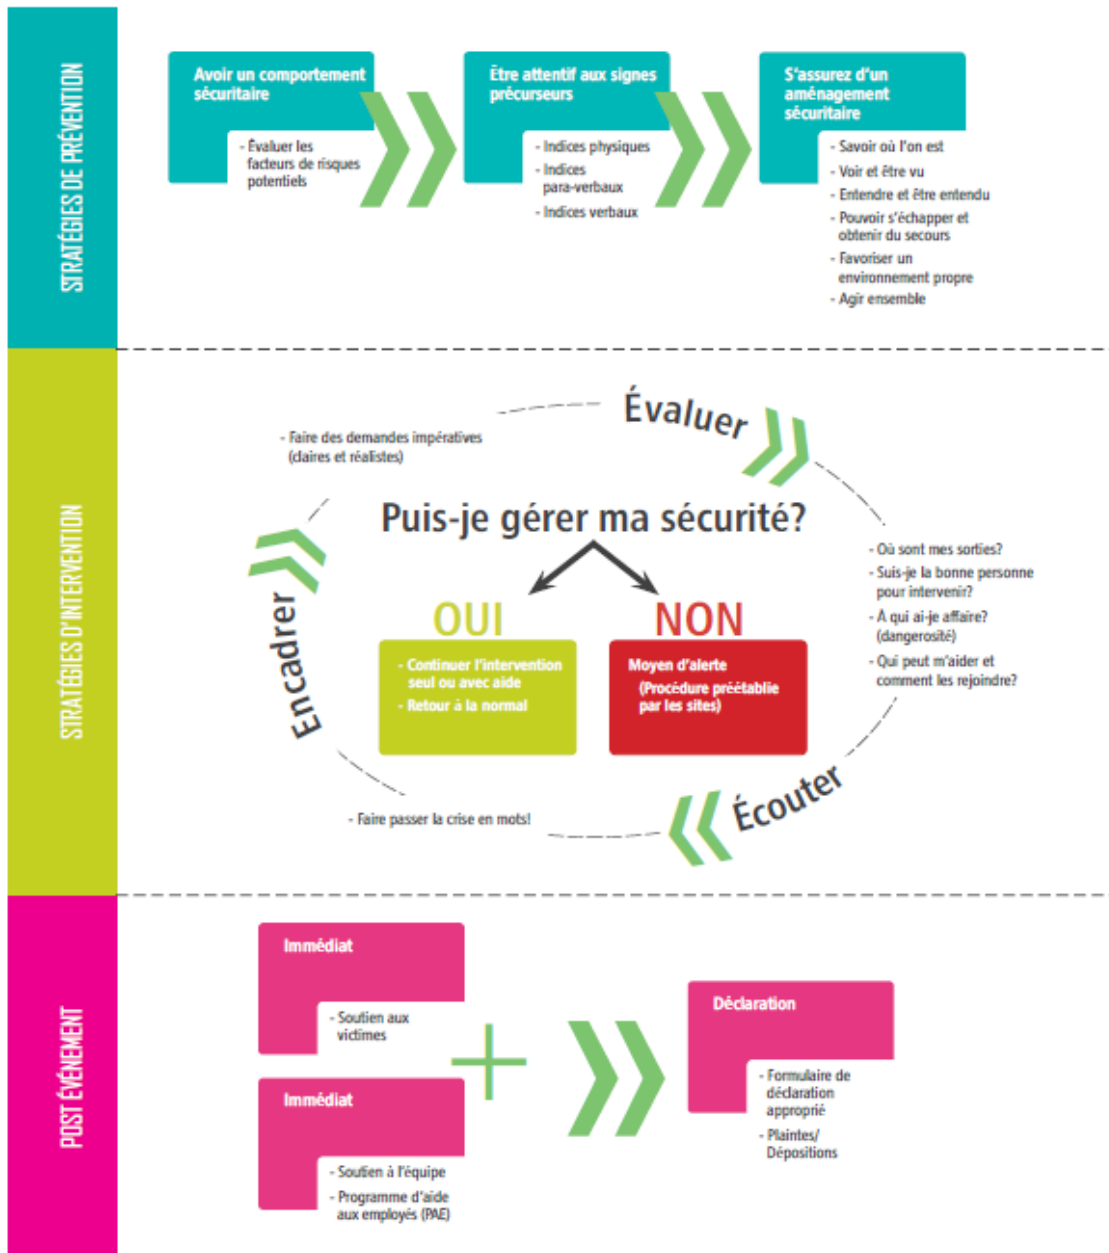 STRATÉGIES DE PRÉVENTION
Avoir un comportement
sécuritaire
- Évaluer les
facteurs de risques
potentiels
Être attentif aux signes
précurseurs
- Indices physiques
- Indices
para-verbaux
- Indices verbaux
S'assurez d'un
aménagement
sécuritaire
- Savoir où l'on est
- Voir et être vu
- Entendre et être entendu
- Pouvoir s'échapper et
obtenir du secours
- Favoriser un
environnement propre
- Agir ensemble
STRATÉGIES D'INTERVENTION
Évaluer
- Faire des demandes impératives
(claires et réalistes)
Puis-je gérer ma sécurité?
- Où sont mes sorties?
- Suis-je la bonne personne
pour intervenir?
- À qui ai-je affaire?
(dangerosité)
- Qui peut m'aider et
comment les rejoindre?
OUI
- Continuer l'intervention
seul ou avec aide
- Retour à la normal
NON
Moyen d'alerte
(Procédure préétablie
par les sites)
Encadrer
Écouter
- Faire passer la crise en mots!
POST ÉVÉNEMENT
Immédiat
- Soutien aux
victimes
Immédiat
- Soutien à l'équipe
- Programme d'aide
aux employés (PAE)
Déclaration
- Formulaire de
déclaration
approprié
- Plaintes/
Dépositions